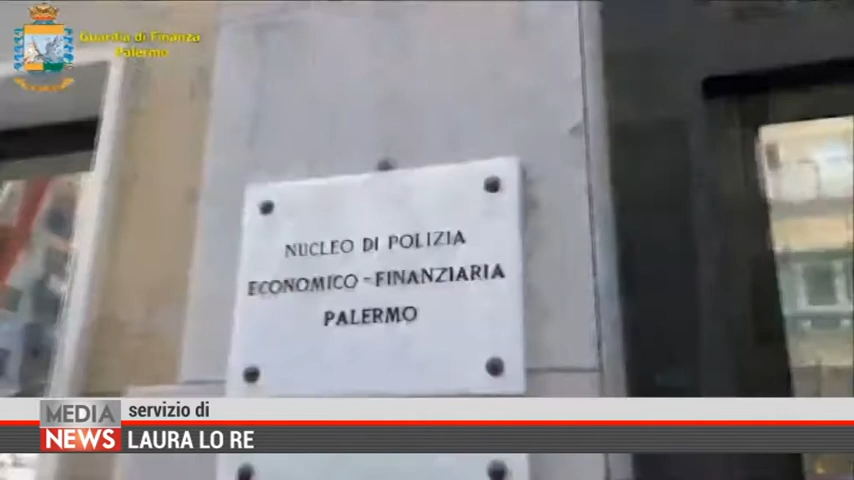 Guardia di Finanza
Palermo
NUCLEO DI POLIZIA
ECONOMICO-FINANZIARIA
PALERMO
MEDIA
NEWS
servizio di
LAURA LO RE